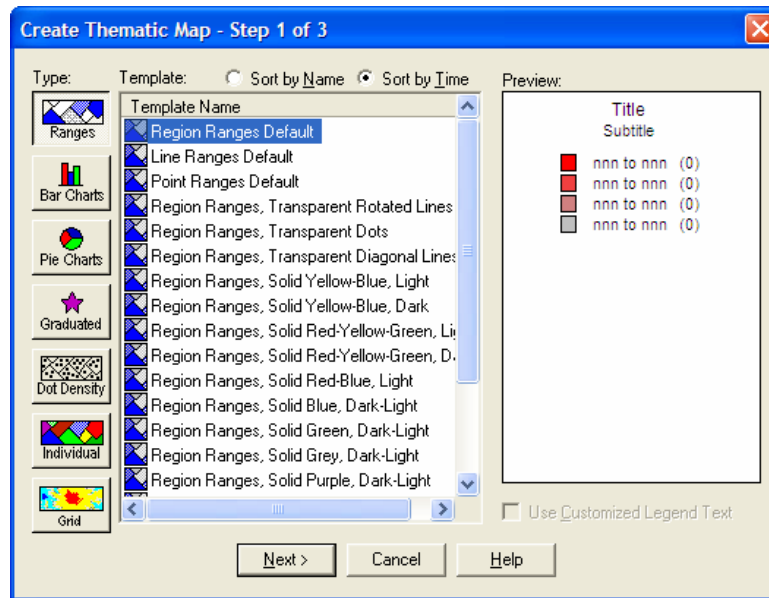 Create Thematic Map - Step 1 of 3
Type:
Template:
Sort by Name
Sort by Time
Preview:
Ranges
Bar Charts
Pie Charts
Graduated
Dot Density
Individual
Grid
Template Name
Region Ranges Default
Line Ranges Default
Point Ranges Default
Region Ranges, Transparent Rotated Lines
Region Ranges, Transparent Dots
Region Ranges, Transparent Diagonal Lines
Region Ranges, Solid Yellow-Blue, Light
Region Ranges, Solid Yellow-Blue, Dark
Region Ranges, Solid Red-Yellow-Green, Li
Region Ranges, Solid Red-Yellow-Green, D
Region Ranges, Solid Red-Blue, Light
Region Ranges, Solid Blue, Dark-Light
Region Ranges, Solid Green, Dark-Light
Region Ranges, Solid Grey, Dark-Light
Region Ranges, Solid Purple, Dark-Light
Title
Subtitle
nnn to nnn (0)
nnn to nnn (0)
nnn to nnn (0)
nnn to nnn (0)
Use Customized Legend Text
Next >
Cancel
Help